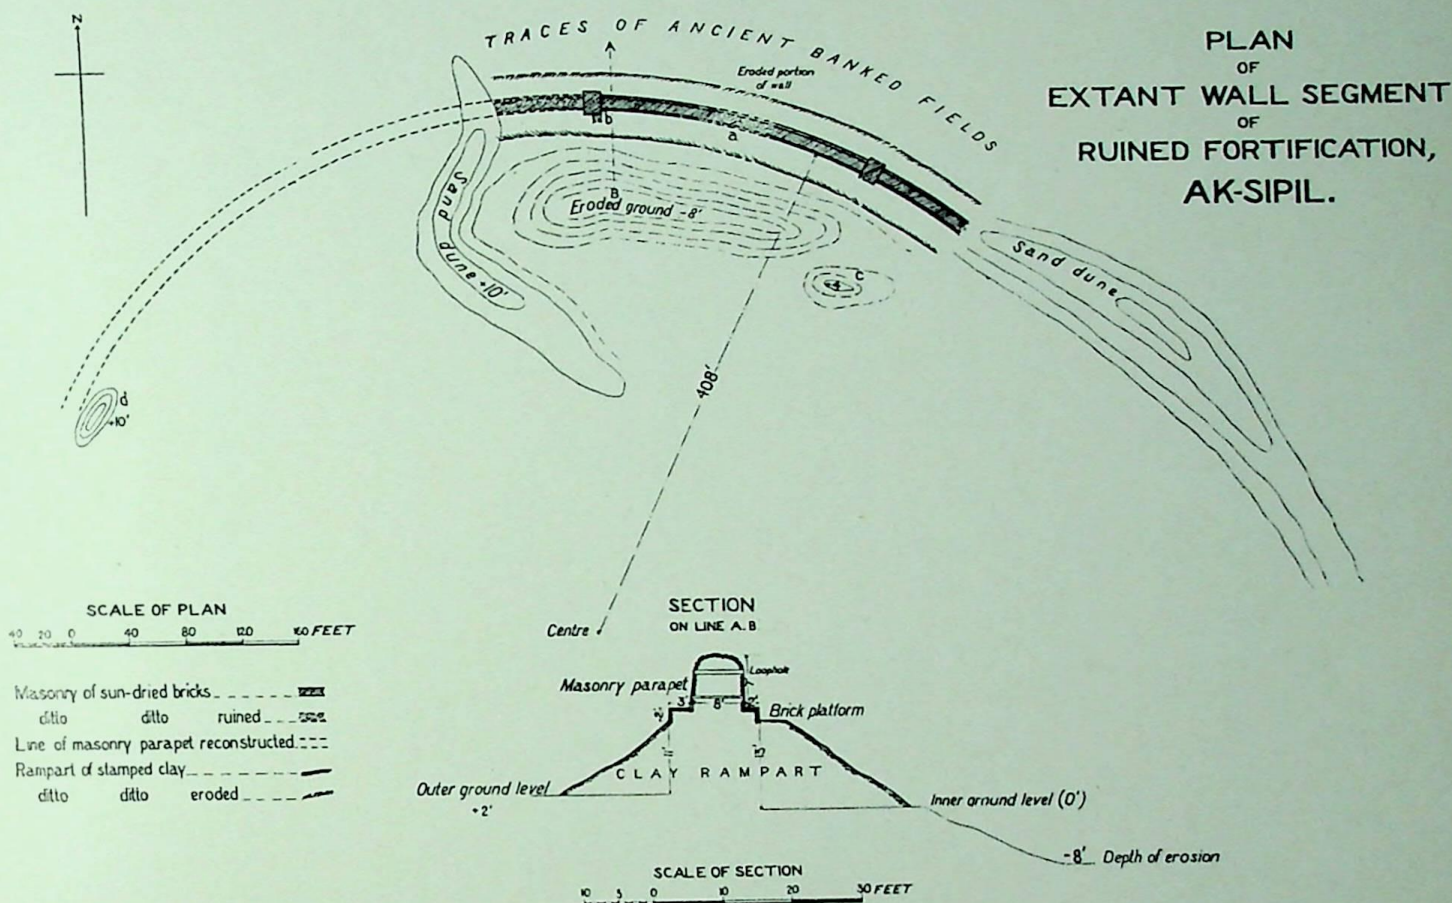 N
TRACES OF ANCIENT BANKED FIELDS
PLAN
OF
EXTANT WALL SEGMENT
OF
RUINED FORTIFICATION,
AK-SIPIL.
Eroded portion
of wall
A
b
a
B
Eroded ground -8'
Sand dune +10'
c
Sand dune
d
+10'
408'
Centre
SCALE OF PLAN
40 20 0 40 80 120 160 FEET
Masonry of sun-dried bricks
ditto ditto ruined
Line of masonry parapet reconstructed
Rampart of stamped clay
ditto ditto eroded
SECTION
ON LINE A.B
Loophole
Masonry parapet
3' 8' 2'
Brick platform
CLAY RAMPART
Outer ground level
+2'
Inner ground level (0')
-8' Depth of erosion
SCALE OF SECTION
10 5 0 10 20 30 FEET